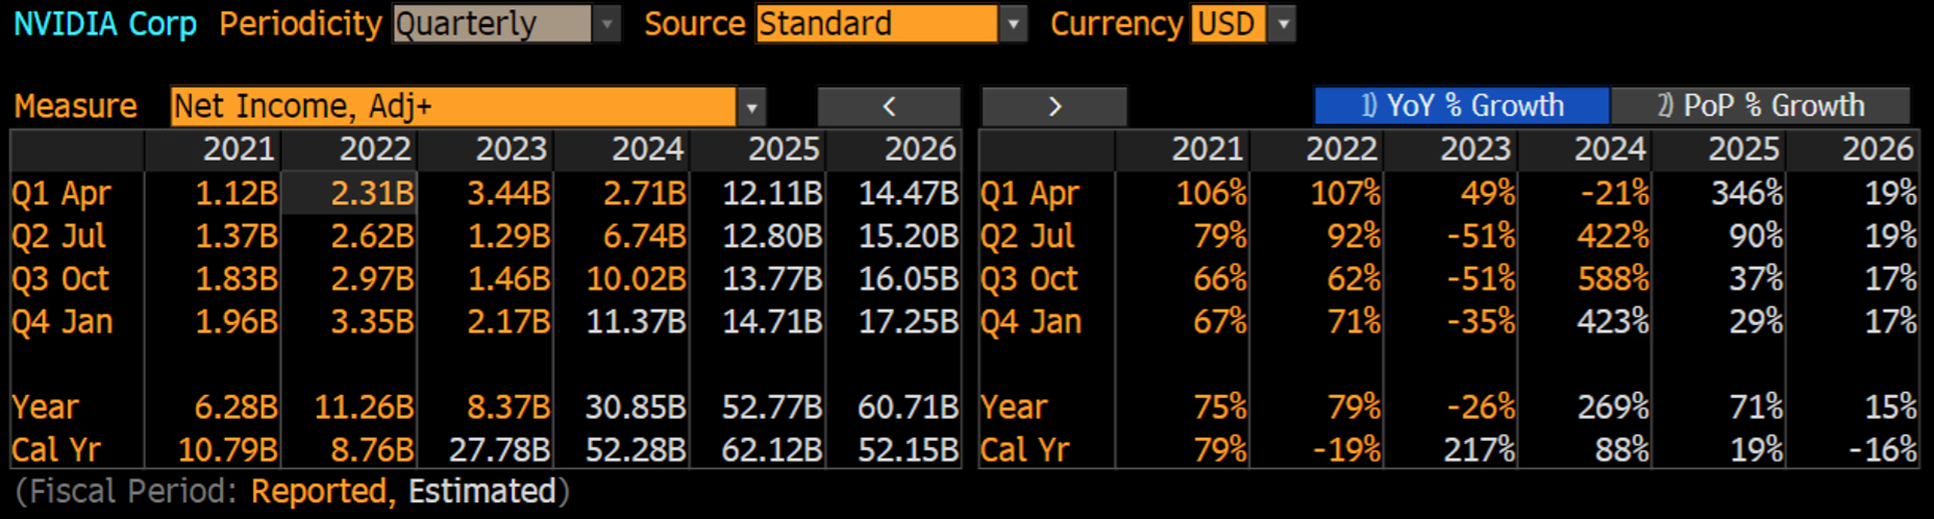 NVIDIA Corp Periodicity Quarterly Source Standard Currency USD
Measure Net Income, Adj+ < > 1) YoY % Growth 2) PoP % Growth
2021 2022 2023 2024 2025 2026 2021 2022 2023 2024 2025 2026
Q1 Apr 1.12B 2.31B 3.44B 2.71B 12.11B 14.47B Q1 Apr 106% 107% 49% -21% 346% 19%
Q2 Jul 1.37B 2.62B 1.29B 6.74B 12.80B 15.20B Q2 Jul 79% 92% -51% 422% 90% 19%
Q3 Oct 1.83B 2.97B 1.46B 10.02B 13.77B 16.05B Q3 Oct 66% 62% -51% 588% 37% 17%
Q4 Jan 1.96B 3.35B 2.17B 11.37B 14.71B 17.25B Q4 Jan 67% 71% -35% 423% 29% 17%
Year 6.28B 11.26B 8.37B 30.85B 52.77B 60.71B Year 75% 79% -26% 269% 71% 15%
Cal Yr 10.79B 8.76B 27.78B 52.28B 62.12B 52.15B Cal Yr 79% -19% 217% 88% 19% -16%
(Fiscal Period: Reported, Estimated)